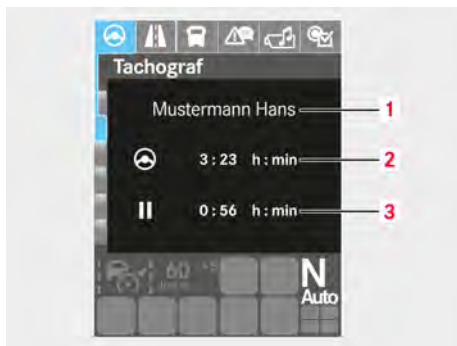 Tachograf
Mustermann Hans 1
3:23 h:min 2
0:56 h:min 3
60
N
Auto